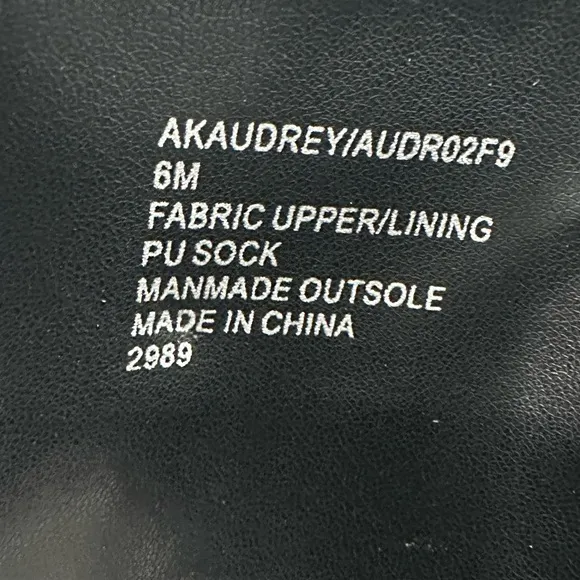 AKAUDREY/AUDR02F9
6M
FABRIC UPPER/LINING
PU SOCK
MANMADE OUTSOLE
MADE IN CHINA
2989